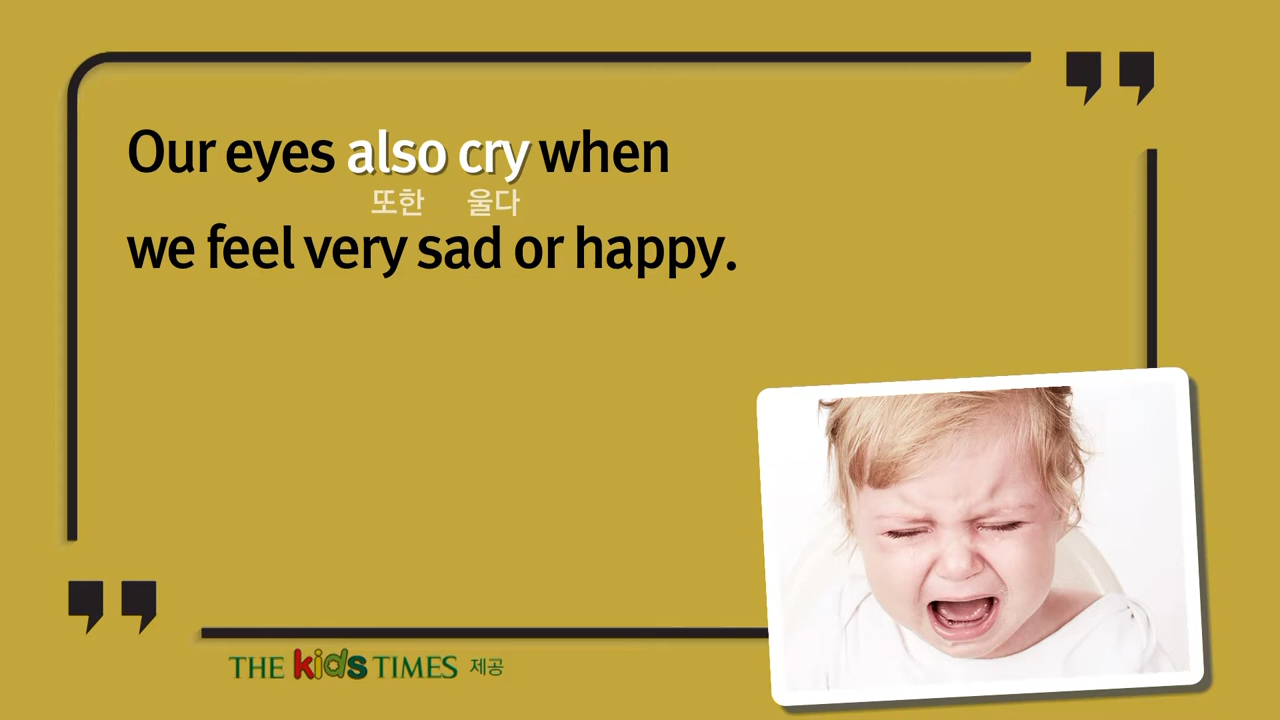 Our eyes also cry when
또한 울다
we feel very sad or happy.
THE kids TIMES 제공